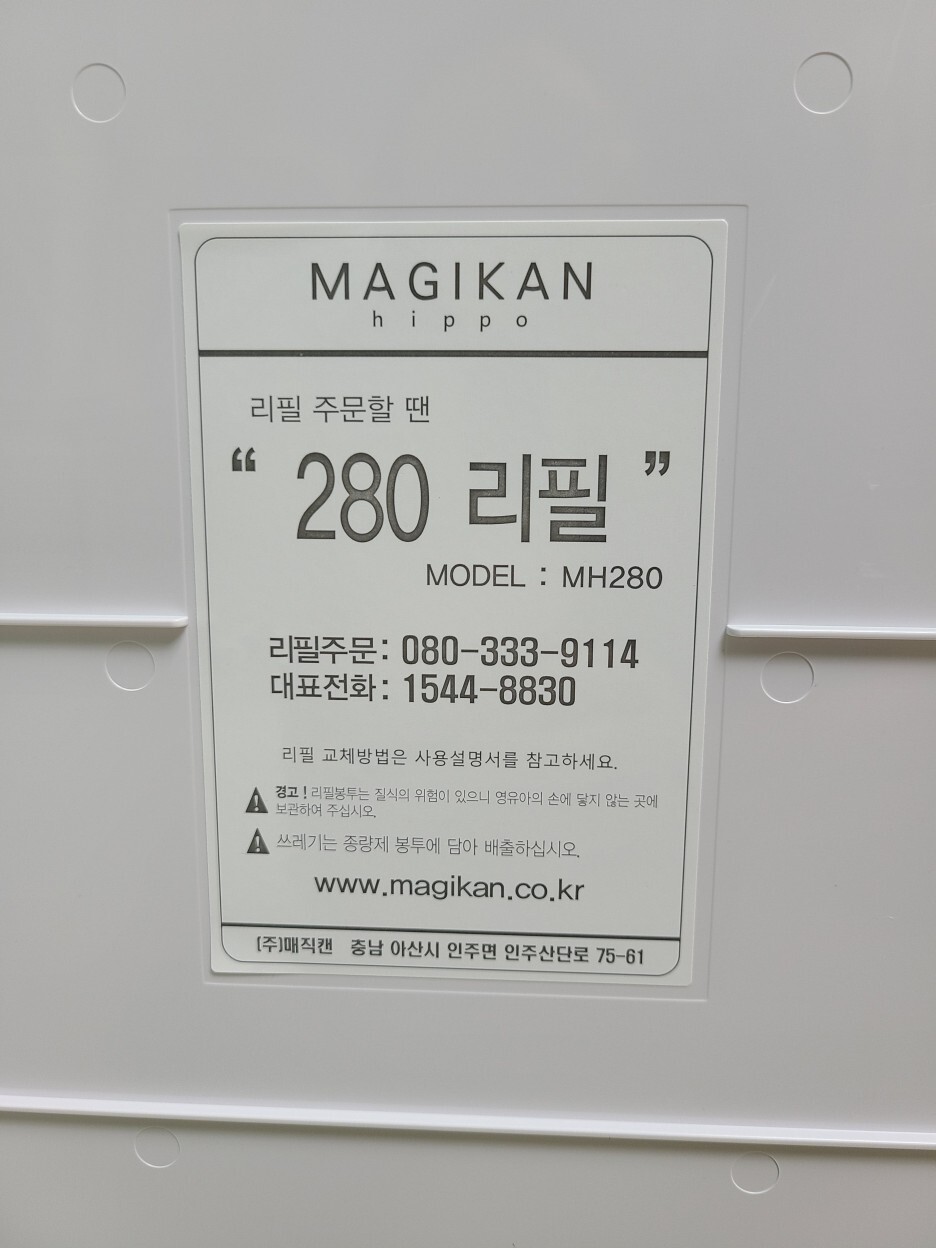 MAGIKAN
hippo
리필 주문할 땐
“ 280 리필 ”
MODEL : MH280
리필주문: 080-333-9114
대표전화: 1544-8830
리필 교체방법은 사용설명서를 참고하세요.
경고! 리필봉투는 질식의 위험이 있으니 영유아의 손에 닿지 않는 곳에
보관하여 주십시오.
쓰레기는 종량제 봉투에 담아 배출하십시오.
www.magikan.co.kr
(주)매직캔 충남 아산시 인주면 인주산단로 75-61